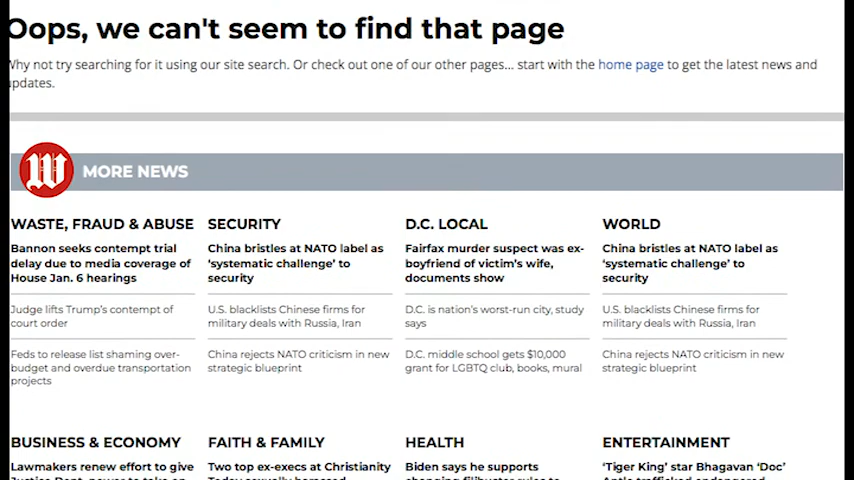 Oops, we can't seem to find that page
Why not try searching for it using our site search. Or check out one of our other pages... start with the home page to get the latest news and
updates.
W MORE NEWS
WASTE, FRAUD & ABUSE
Bannon seeks contempt trial
delay due to media coverage of
House Jan. 6 hearings
Judge lifts Trump's contempt of
court order
Feds to release list shaming over-
budget and overdue transportation
projects
SECURITY
China bristles at NATO label as
‘systematic challenge’ to
security
U.S. blacklists Chinese firms for
military deals with Russia, Iran
China rejects NATO criticism in new
strategic blueprint
D.C. LOCAL
Fairfax murder suspect was ex-
boyfriend of victim’s wife,
documents show
D.C. is nation’s worst-run city, study
says
D.C. middle school gets $10,000
grant for LGBTQ club, books, mural
WORLD
China bristles at NATO label as
‘systematic challenge’ to
security
U.S. blacklists Chinese firms for
military deals with Russia, Iran
China rejects NATO criticism in new
strategic blueprint
BUSINESS & ECONOMY
Lawmakers renew effort to give
FAITH & FAMILY
Two top ex-execs at Christianity
HEALTH
Biden says he supports
ENTERTAINMENT
‘Tiger King’ star Bhagavan ‘Doc’